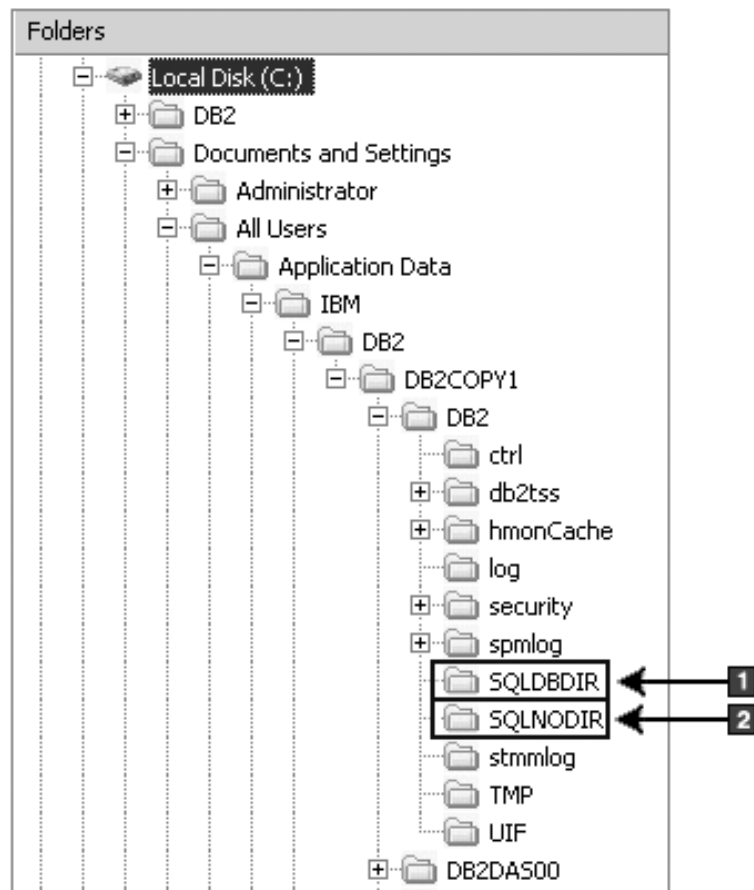 Folders
Local Disk (C:)
DB2
Documents and Settings
Administrator
All Users
Application Data
IBM
DB2
DB2COPY1
DB2
ctrl
db2tss
hmonCache
log
security
spmlog
SQLDBDIR
1
SQLNODIR
2
stmmlog
TMP
UIF
DB2DAS00